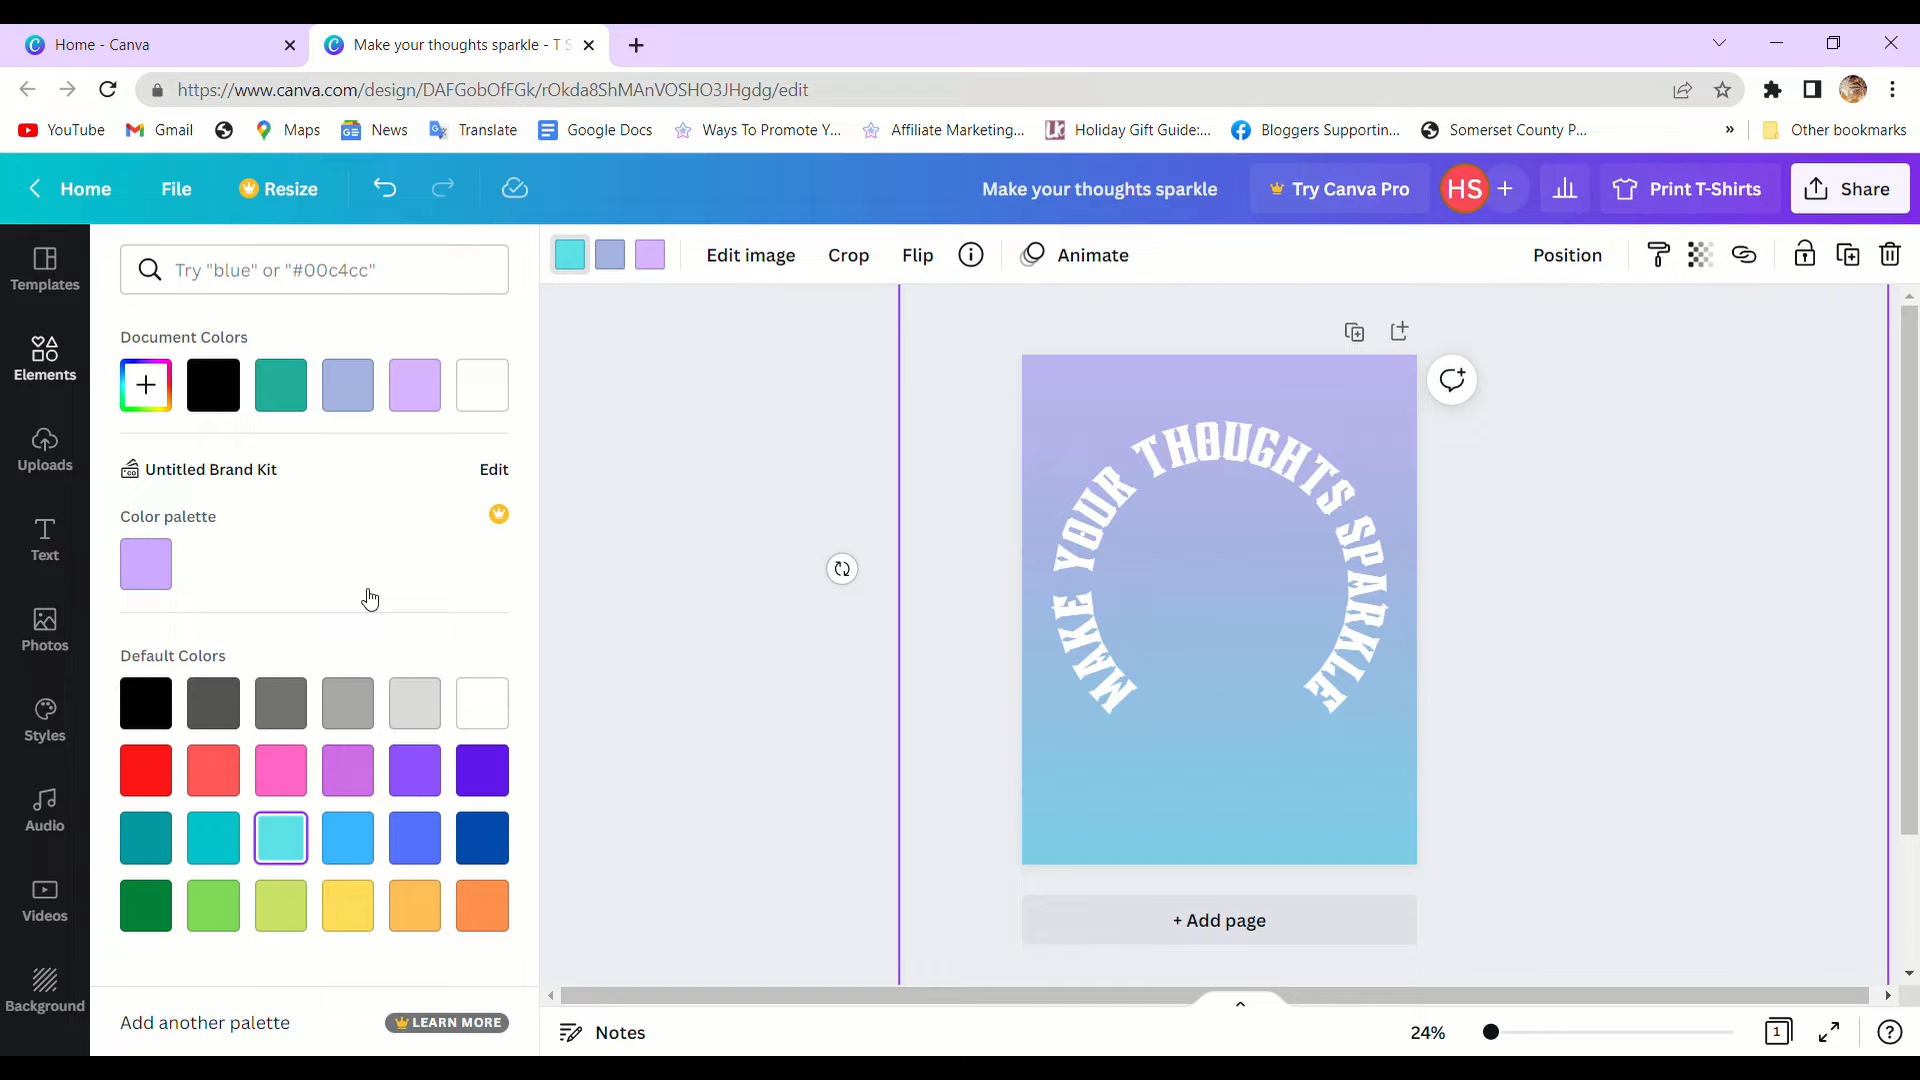 Home - Canva
Make your thoughts sparkle - T S
https://www.canva.com/design/DAFGobOfFGk/rOkda8ShMAnVOSHO3JHgdg/edit
YouTube Gmail Maps News Translate Google Docs Ways To Promote Y... Affiliate Marketing... Holiday Gift Guide:... Bloggers Supportin... Somerset County P... » Other bookmarks
Home File Resize Make your thoughts sparkle Try Canva Pro HS + Print T-Shirts Share
Edit image Crop Flip Animate Position
Templates
Elements
Uploads
Text
Photos
Styles
Audio
Videos
Background
Try "blue" or "#00c4cc"
Document Colors
Untitled Brand Kit Edit
Color palette
Default Colors
Add another palette LEARN MORE
MAKE YOUR THOUGHTS SPARKLE
+ Add page
Notes 24% 1 ?